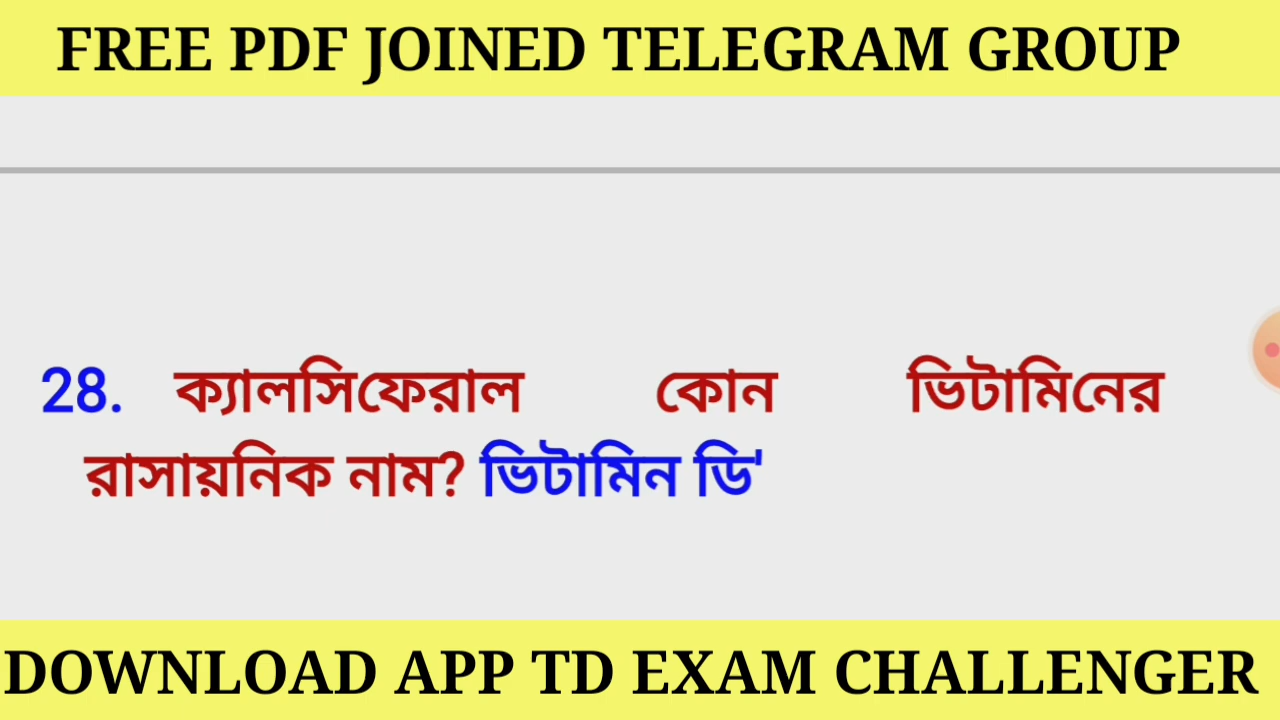 FREE PDF JOINED TELEGRAM GROUP
28. ক্যালসিফেরাল কোন ভিটামিনের
রাসায়নিক নাম? ভিটামিন ডি'
DOWNLOAD APP TD EXAM CHALLENGER